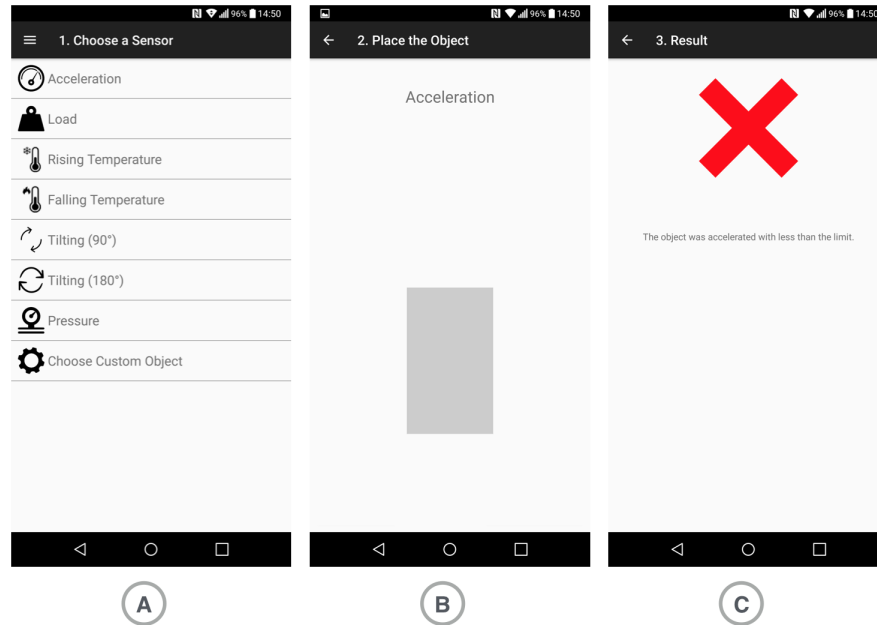 96% 14:50
1. Choose a Sensor
Acceleration
Load
Rising Temperature
Falling Temperature
Tilting (90°)
Tilting (180°)
Pressure
Choose Custom Object
A
96% 14:50
2. Place the Object
Acceleration
B
96% 14:50
3. Result
The object was accelerated with less than the limit.
C